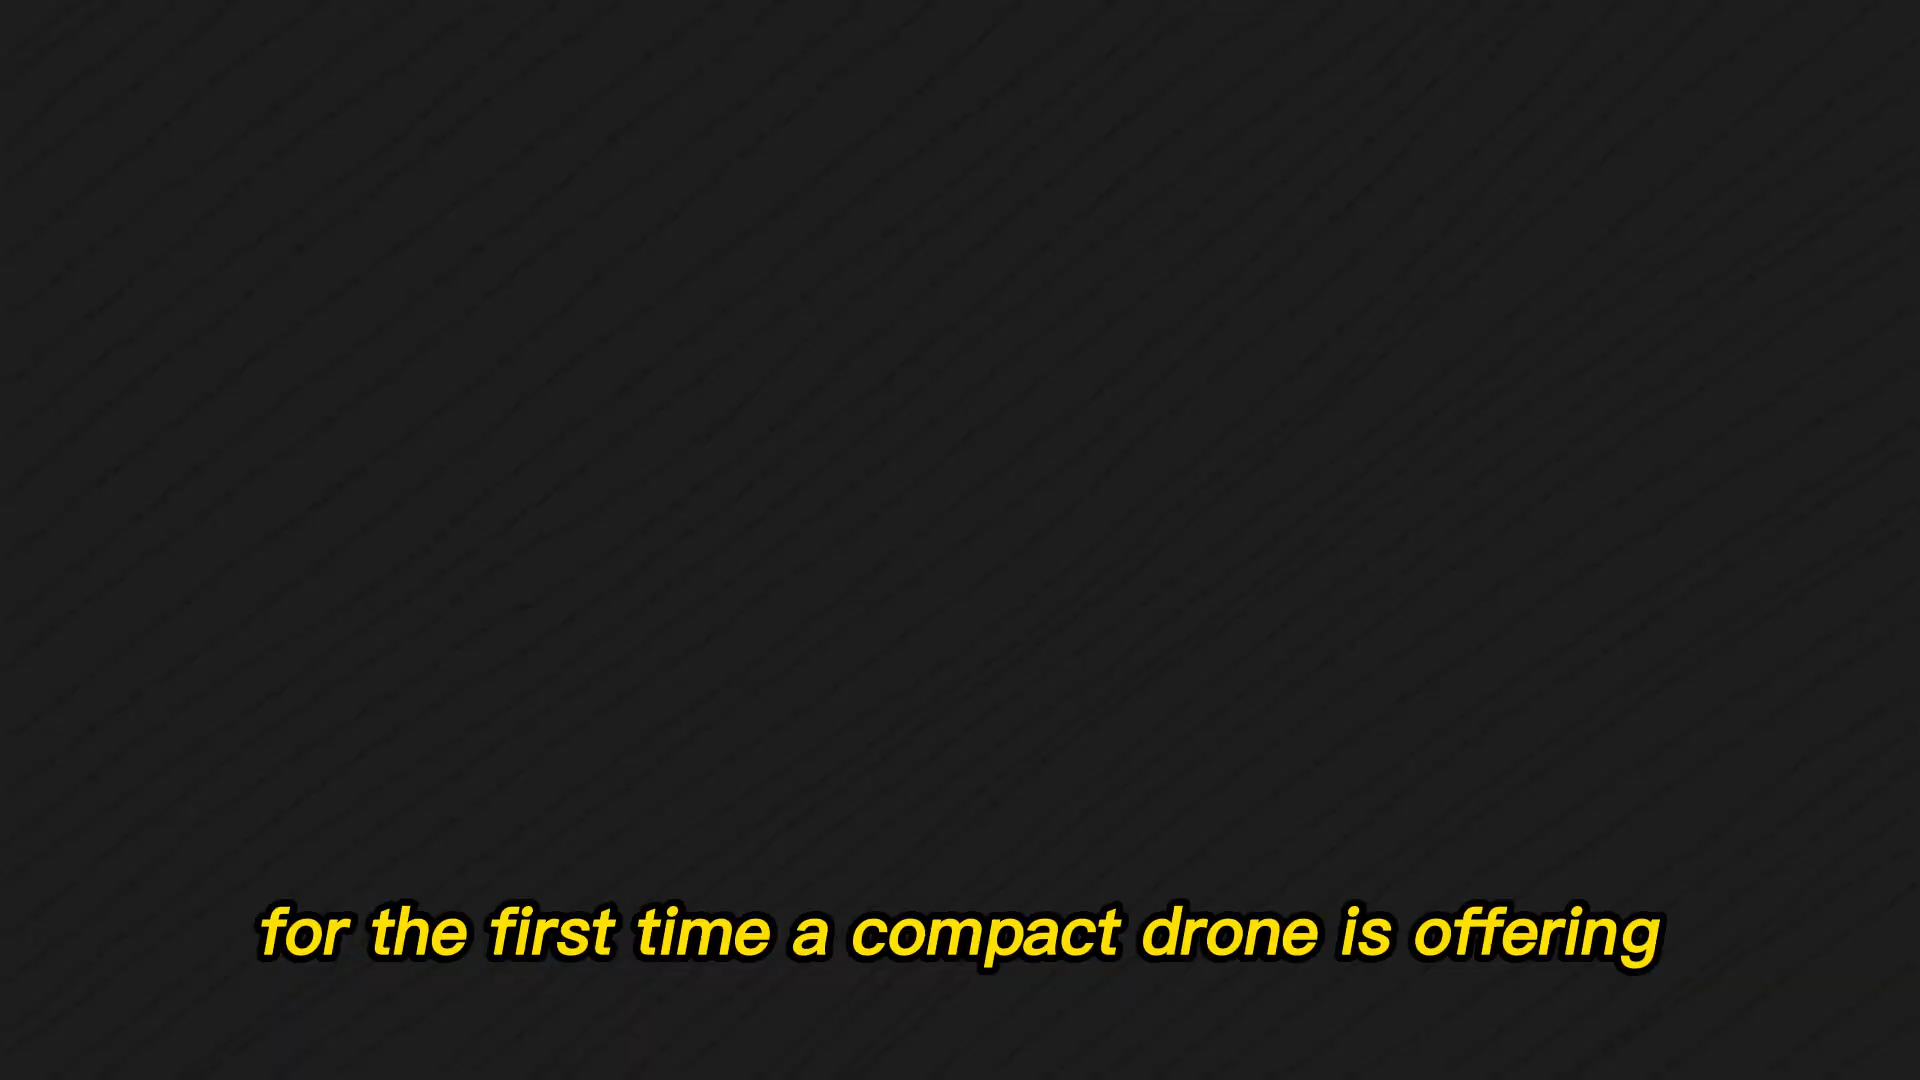 for the first time a compact drone is offering